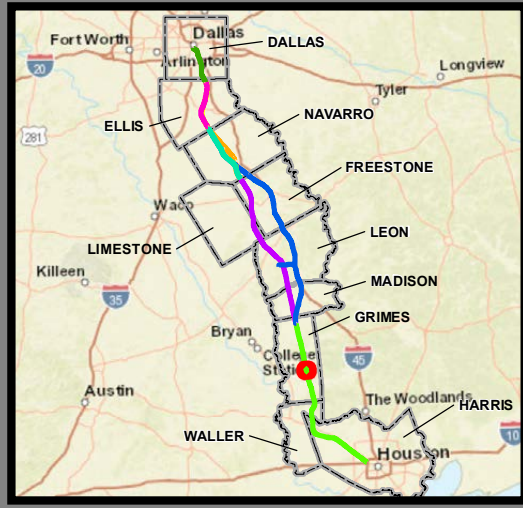 Dallas
DALLAS
Fort Worth
Arlington
20
Longview
Tyler
ELLIS
NAVARRO
281
FREESTONE
Waco
LEON
LIMESTONE
Killeen
MADISON
35
GRIMES
Bryan
College
Station
45
Austin
The Woodlands
HARRIS
WALLER
10
Houston